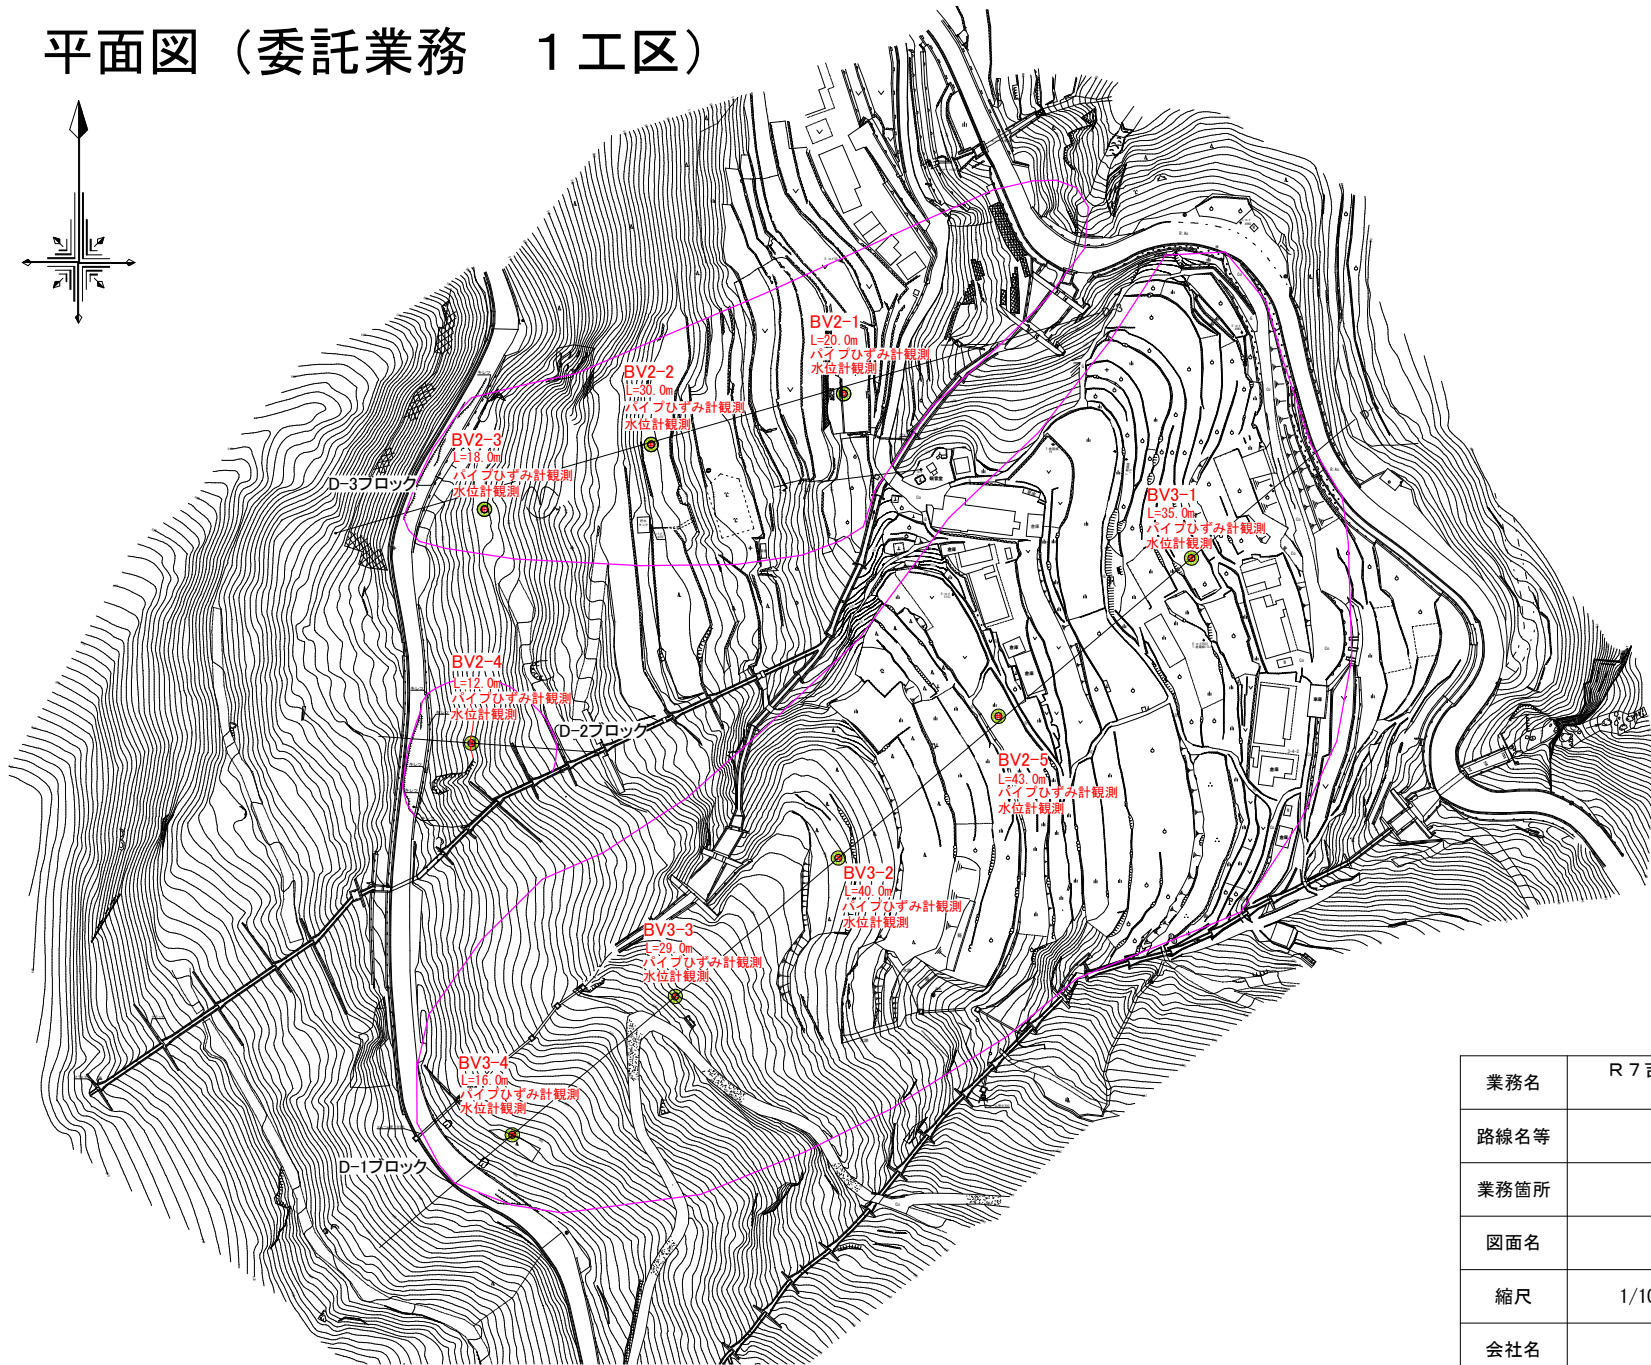 平面図（委託業務　１工区）
BV2-1
L=20.0m
パイプひずみ計観測
水位計観測
BV2-2
L=30.0m
パイプひずみ計観測
水位計観測
BV2-3
L=18.0m
パイプひずみ計観測
水位計観測
D-3ブロック
BV3-1
L=35.0m
パイプひずみ計観測
水位計観測
BV2-4
L=12.0m
パイプひずみ計観測
水位計観測
D-2ブロック
BV2-5
L=43.0m
パイプひずみ計観測
水位計観測
BV3-2
L=40.0m
パイプひずみ計観測
水位計観測
BV3-3
L=29.0m
パイプひずみ計観測
水位計観測
BV3-4
L=16.0m
パイプひずみ計観測
水位計観測
D-1ブロック
業務名
Ｒ７
路線名等
業務箇所
図面名
縮尺
1/10
会社名